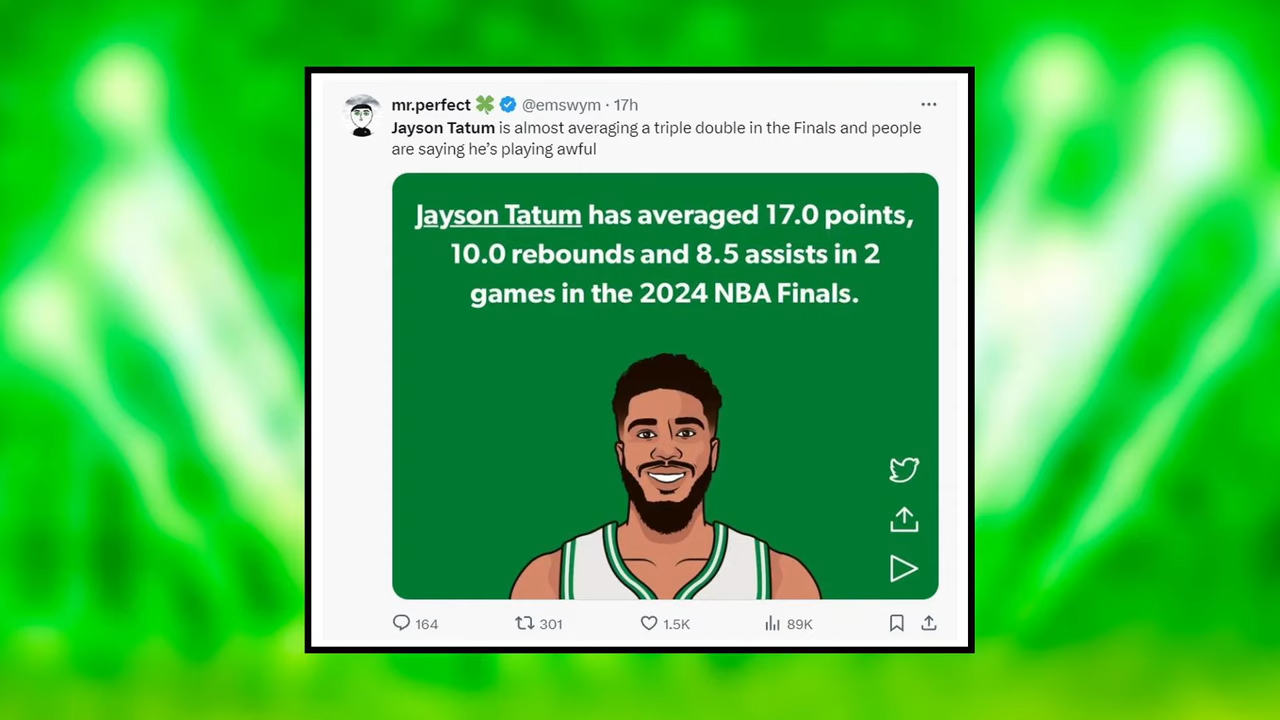 mr.perfect 🍀 @emswym · 17h
Jayson Tatum is almost averaging a triple double in the Finals and people
are saying he’s playing awful
Jayson Tatum has averaged 17.0 points,
10.0 rebounds and 8.5 assists in 2
games in the 2024 NBA Finals.
164 301 1.5K 89K